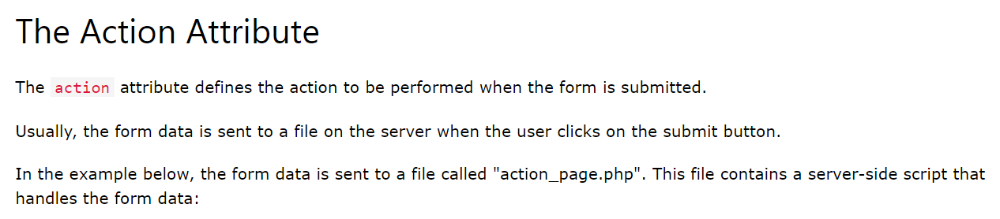 The Action Attribute
The action attribute defines the action to be performed when the form is submitted.
Usually, the form data is sent to a file on the server when the user clicks on the submit button.
In the example below, the form data is sent to a file called "action_page.php". This file contains a server-side script that
handles the form data: